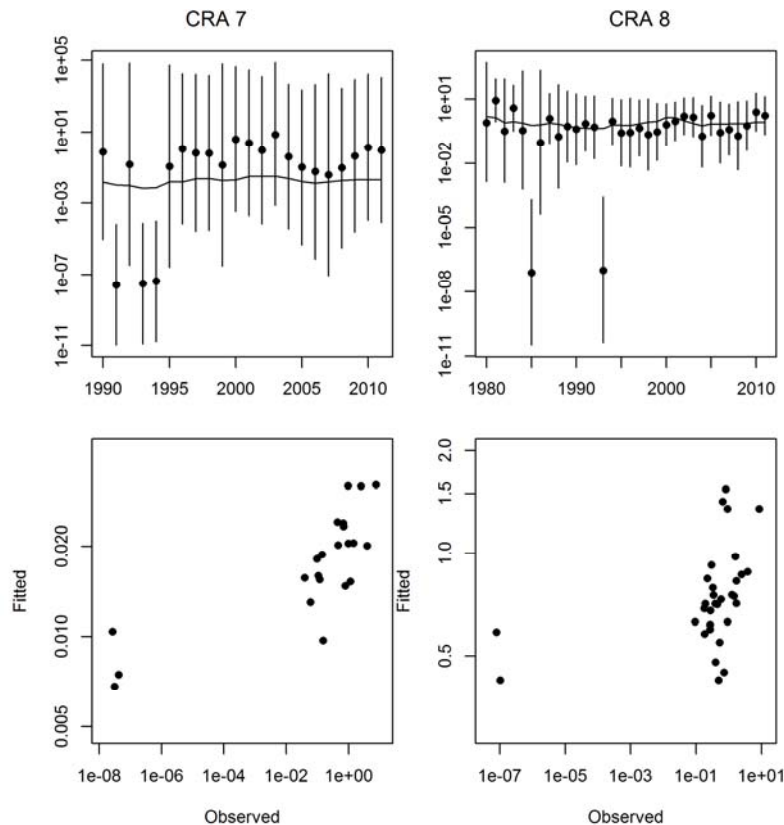 CRA 7
CRA 8
1e+05
1e+01
1e-03
1e-07
1e-11
1990
1995
2000
2005
2010
1e+01
1e-02
1e-05
1e-08
1e-11
1980
1990
2000
2010
Fitted
0.020
0.010
0.005
1e-08
1e-06
1e-04
1e-02
1e+00
Observed
Fitted
2.0
1.5
1.0
0.5
1e-07
1e-05
1e-03
1e-01
1e+01
Observed